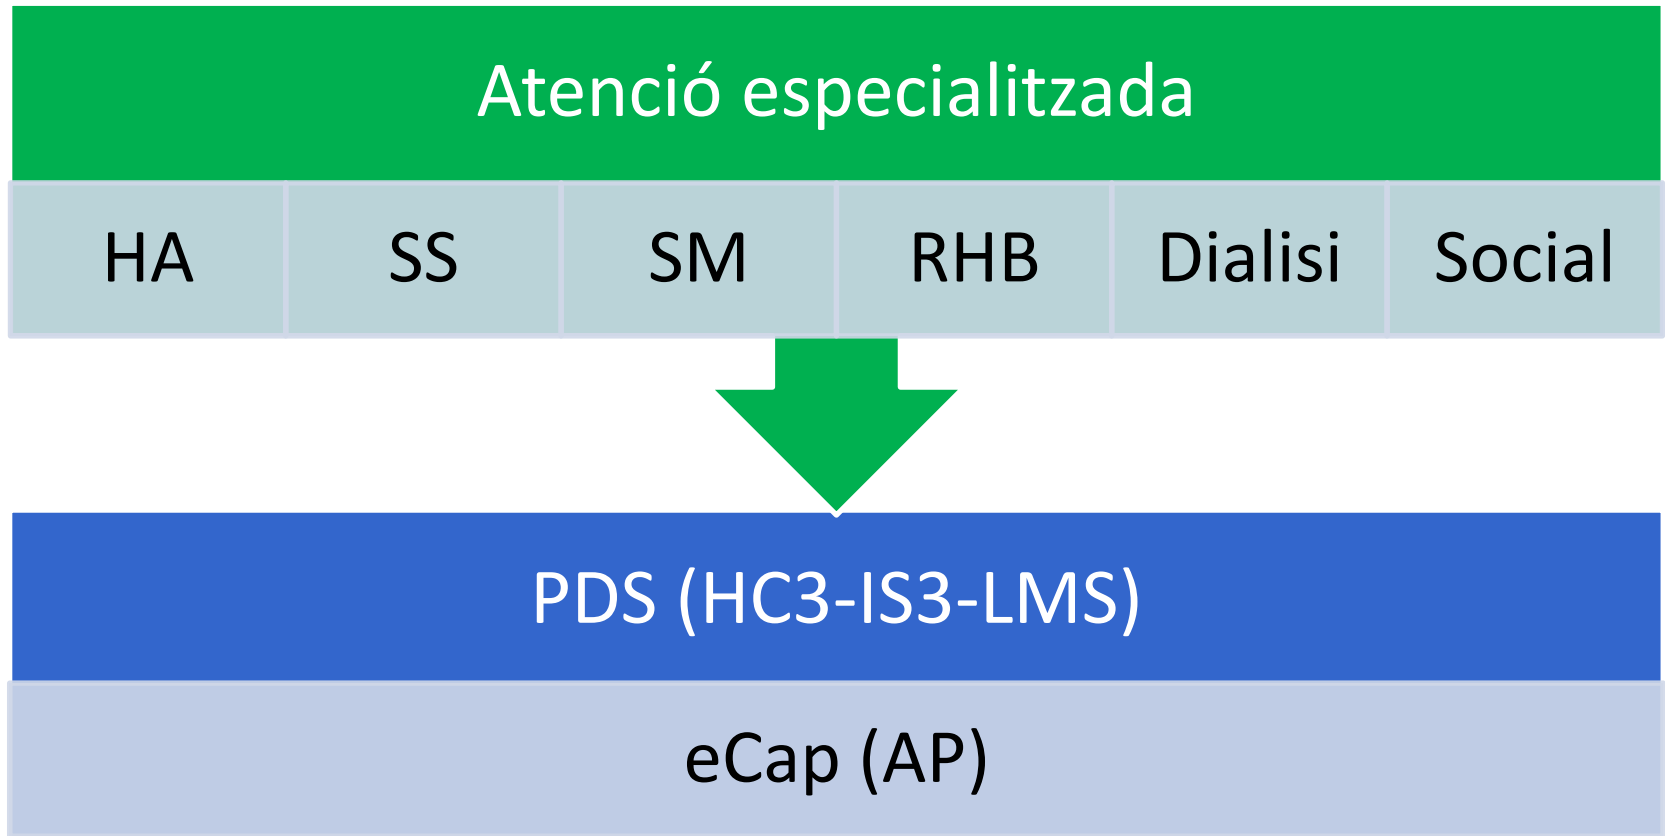 Atenció especialitzada
HA SS SM RHB Dialisi Social
PDS (HC3-IS3-LMS)
eCap (AP)